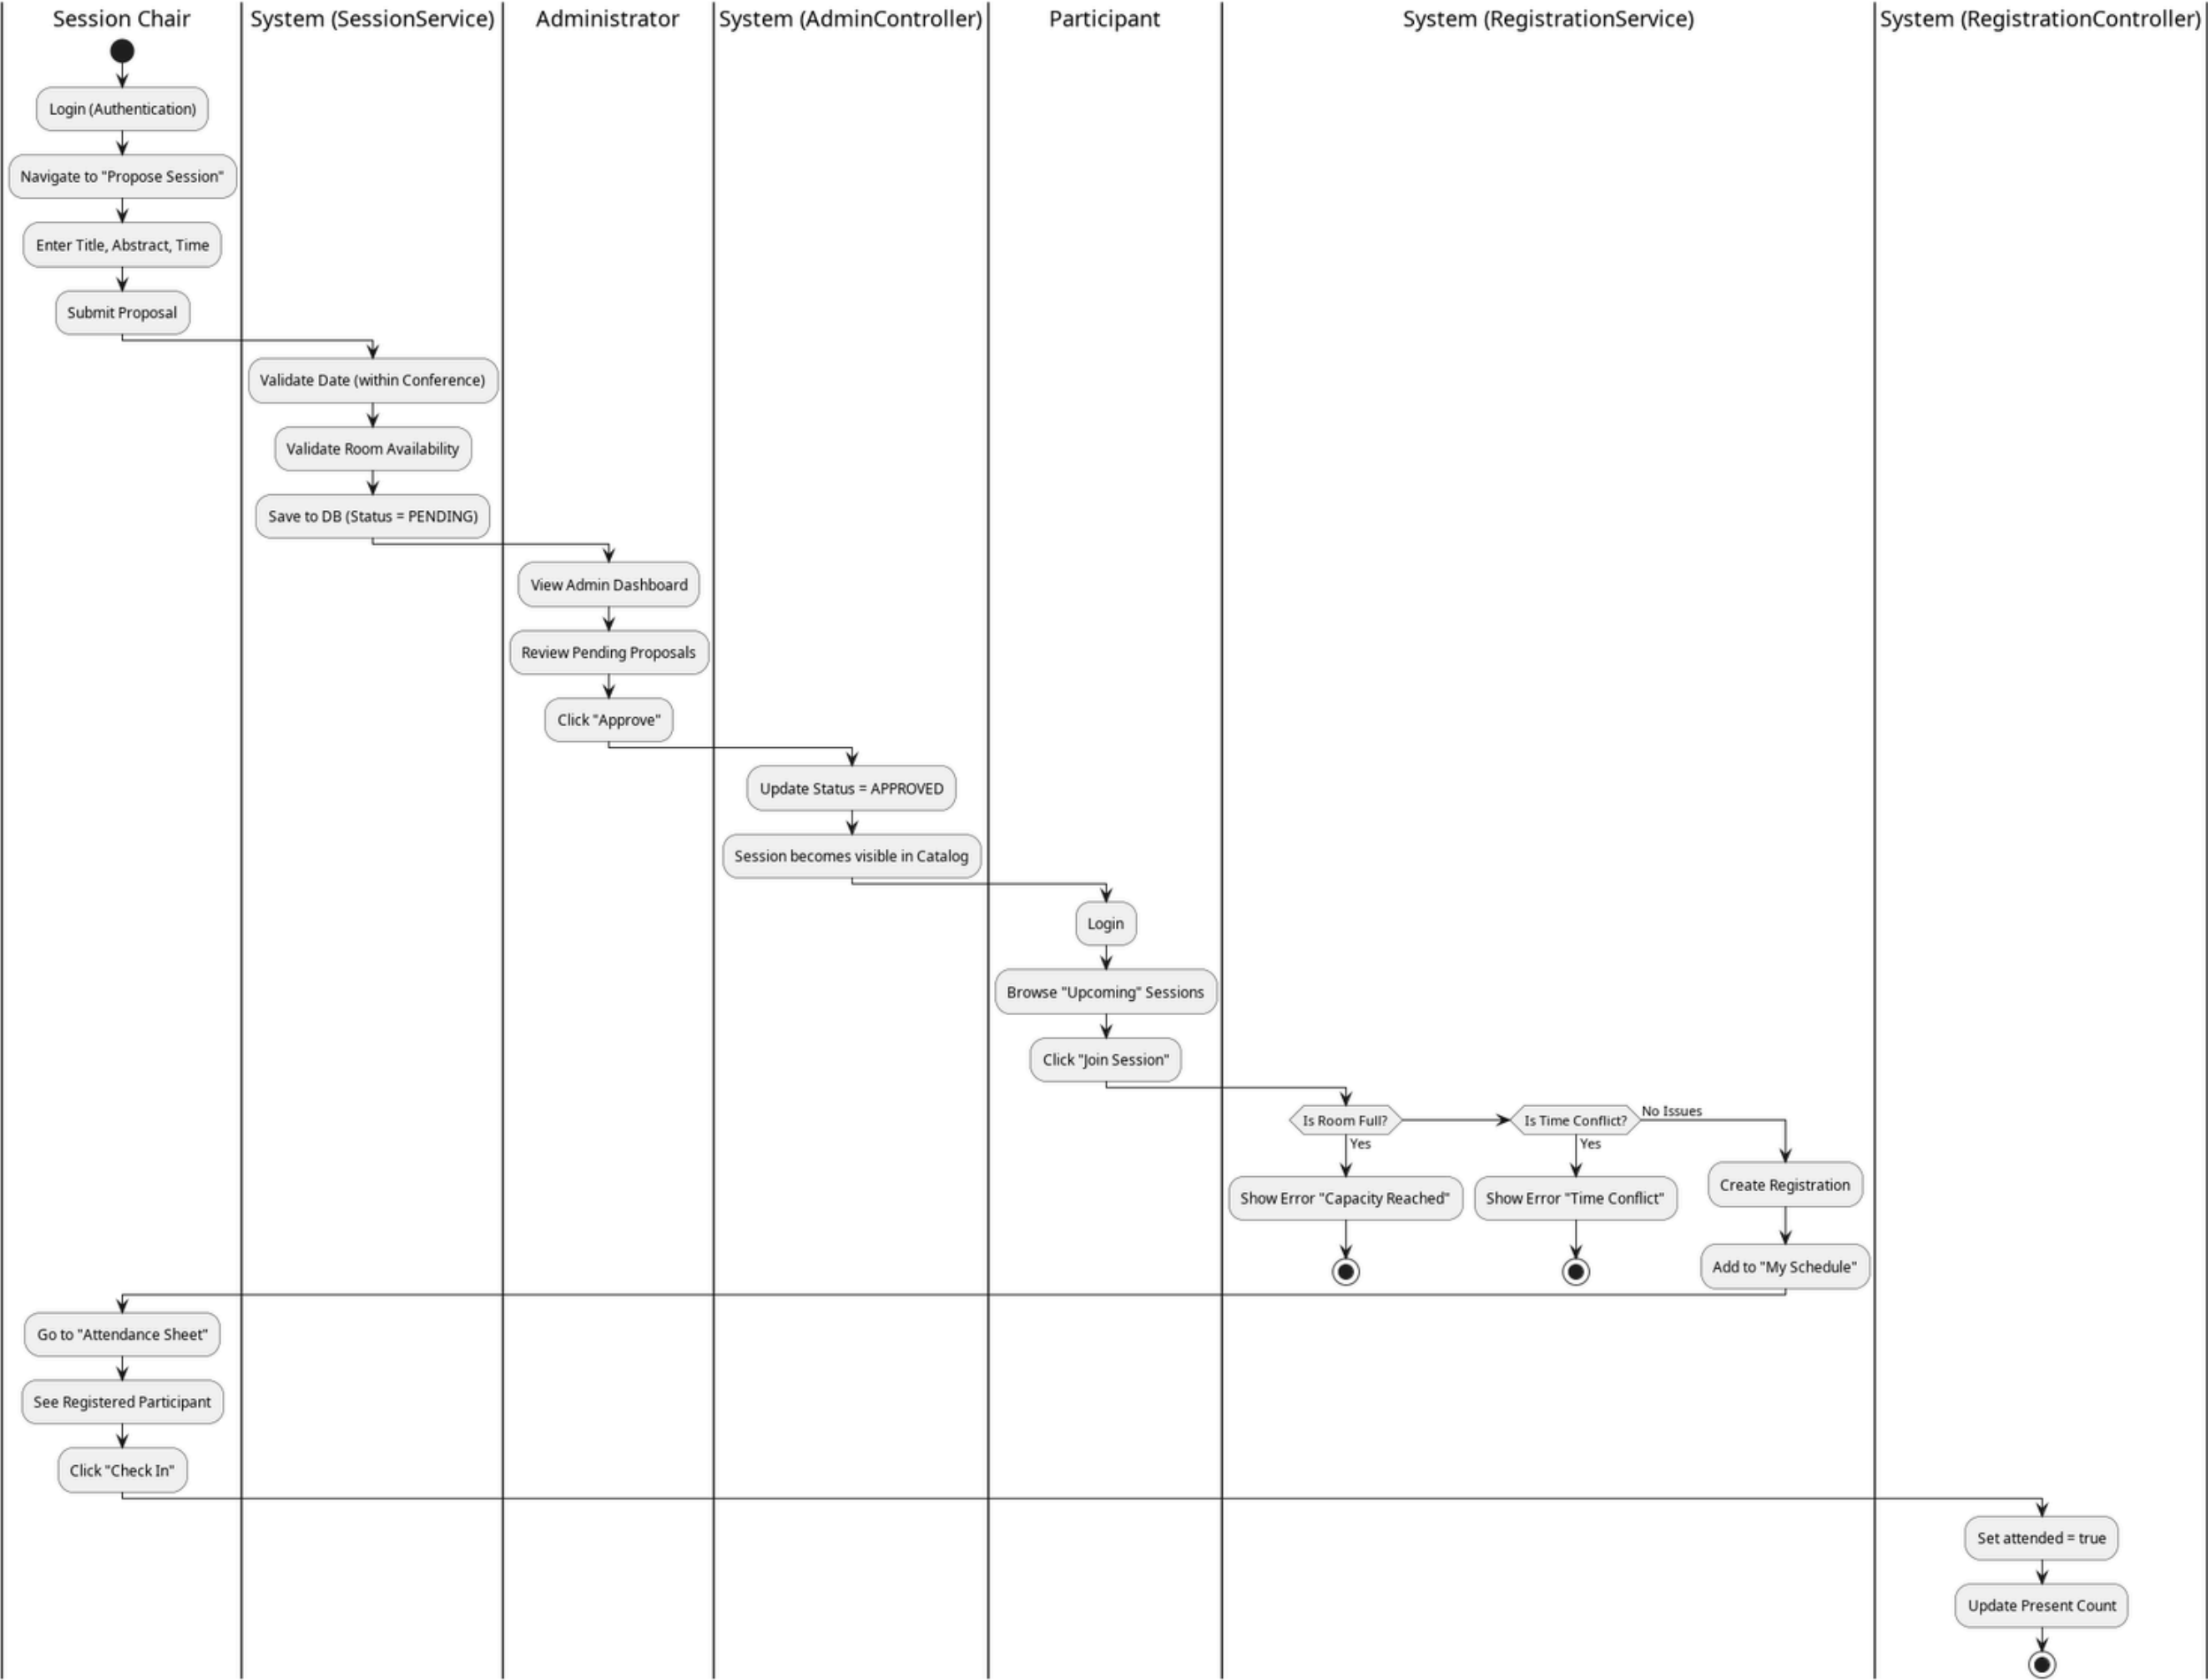 Session Chair
System (SessionService)
Administrator
System (AdminController)
Participant
System (RegistrationService)
System (RegistrationController)
Login (Authentication)
Navigate to "Propose Session"
Enter Title, Abstract, Time
Submit Proposal
Validate Date (within Conference)
Validate Room Availability
Save to DB (Status = PENDING)
View Admin Dashboard
Review Pending Proposals
Click "Approve"
Update Status = APPROVED
Session becomes visible in Catalog
Login
Browse "Upcoming" Sessions
Click "Join Session"
Is Room Full?
Is Time Conflict?
No Issues
Yes
Yes
Show Error "Capacity Reached"
Show Error "Time Conflict"
Create Registration
Add to "My Schedule"
Go to "Attendance Sheet"
See Registered Participant
Click "Check In"
Set attended = true
Update Present Count